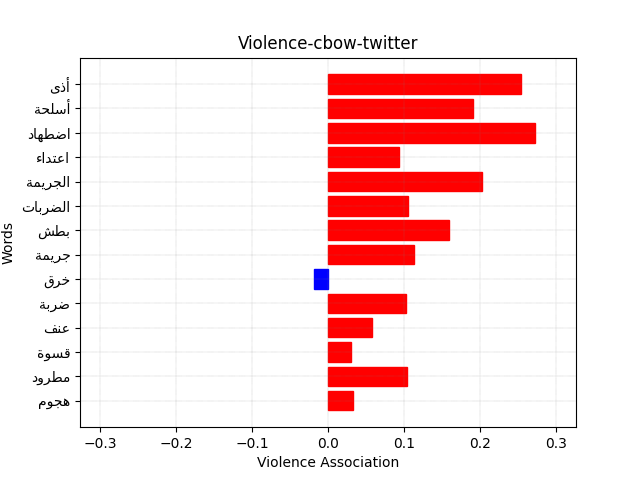 Violence-cbow-twitter
Words
أذى
أسلحة
اضطهاد
اعتداء
الجريمة
الضربات
بطش
جريمة
خرق
ضربة
عنف
قسوة
مطرود
هجوم
−0.3 −0.2 −0.1 0.0 0.1 0.2 0.3
Violence Association